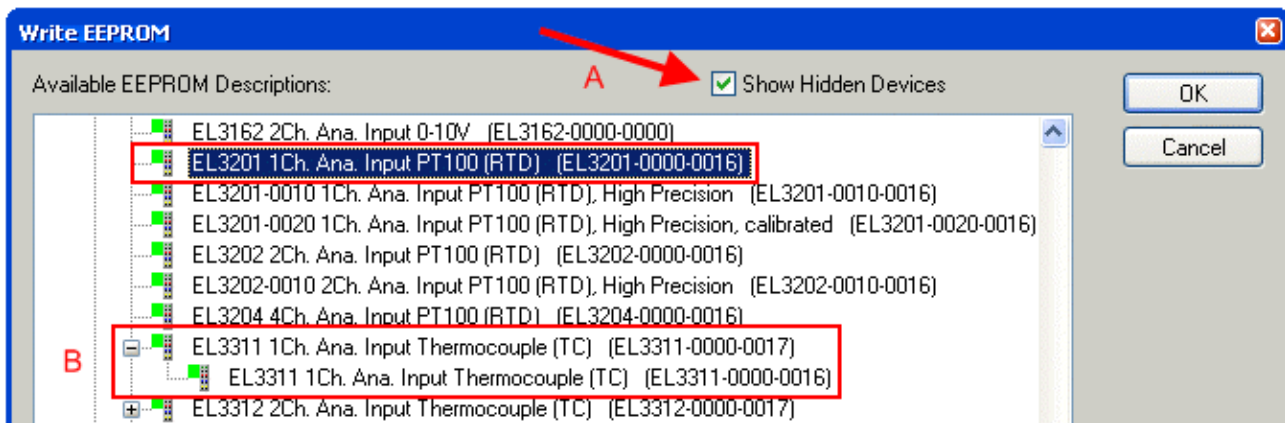 Write EEPROM
Available EEPROM Descriptions:
A
Show Hidden Devices
OK
Cancel
EL3162 2Ch. Ana. Input 0-10V (EL3162-0000-0000)
EL3201 1Ch. Ana. Input PT100 (RTD) (EL3201-0000-0016)
EL3201-0010 1Ch. Ana. Input PT100 (RTD), High Precision (EL3201-0010-0016)
EL3201-0020 1Ch. Ana. Input PT100 (RTD), High Precision, calibrated (EL3201-0020-0016)
EL3202 2Ch. Ana. Input PT100 (RTD) (EL3202-0000-0016)
EL3202-0010 2Ch. Ana. Input PT100 (RTD), High Precision (EL3202-0010-0016)
EL3204 4Ch. Ana. Input PT100 (RTD) (EL3204-0000-0016)
B
EL3311 1Ch. Ana. Input Thermocouple (TC) (EL3311-0000-0017)
EL3311 1Ch. Ana. Input Thermocouple (TC) (EL3311-0000-0016)
EL3312 2Ch. Ana. Input Thermocouple (TC) (EL3312-0000-0017)